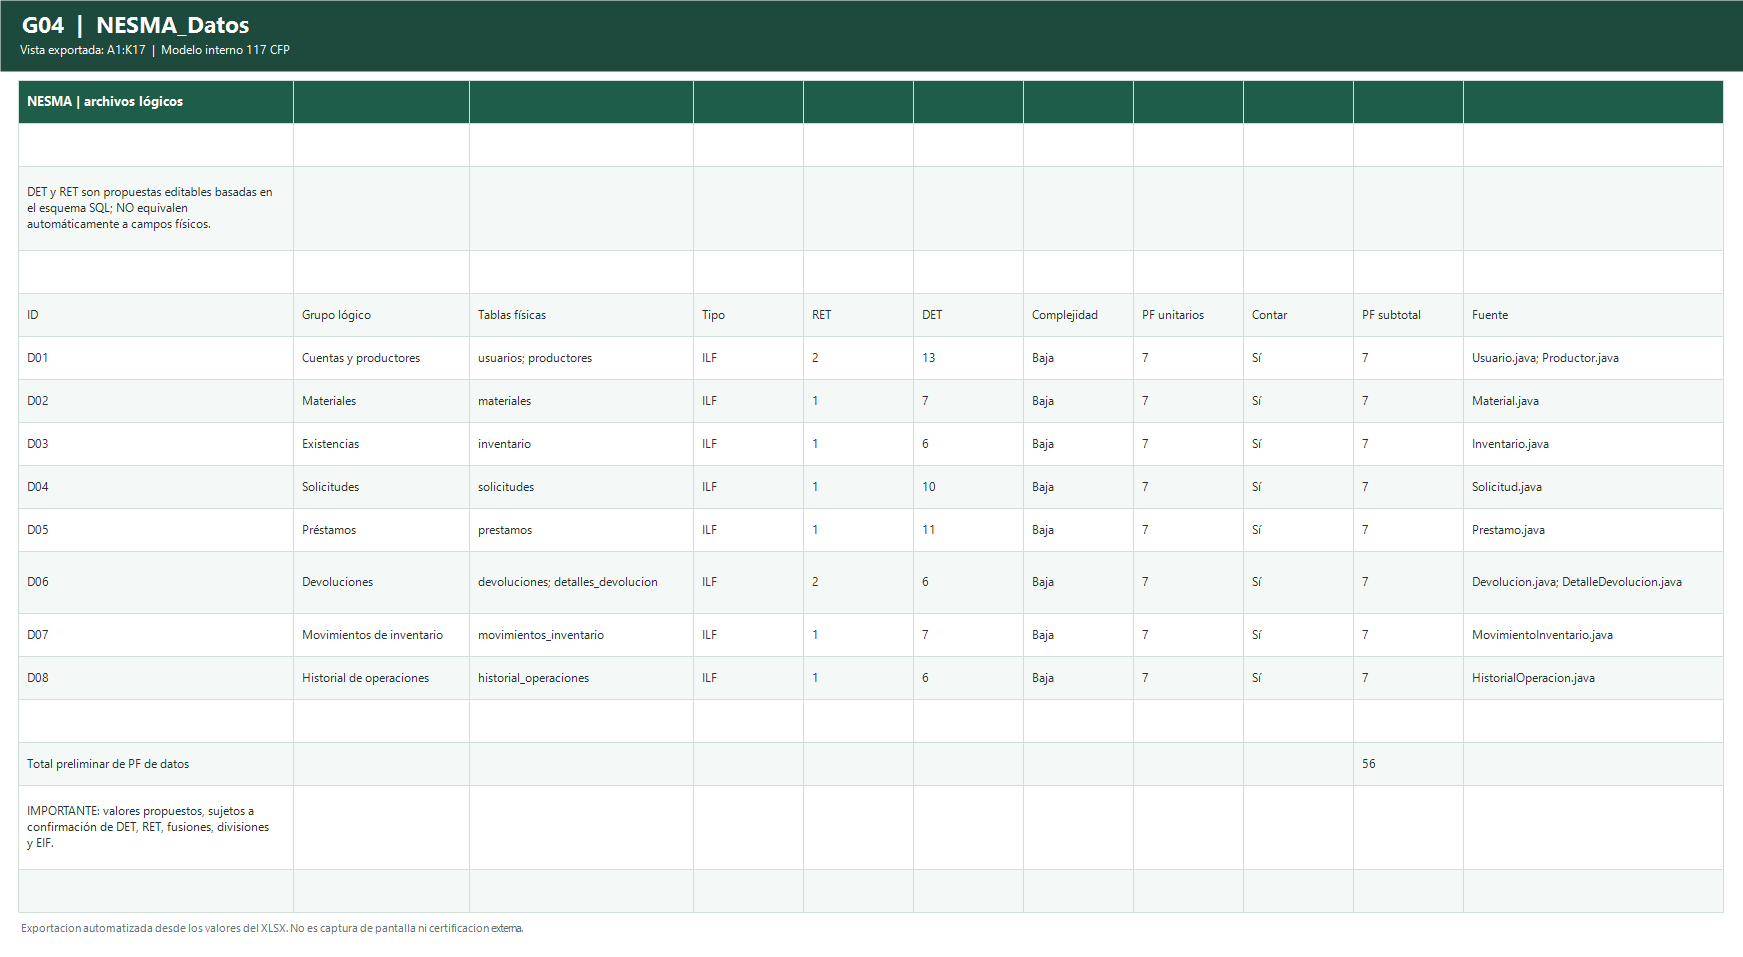 G04 | NESMA_Datos
Vista exportada: A1:K17 | Modelo interno 117 CFP
NESMA | archivos lógicos
DET y RET son propuestas editables basadas en
el esquema SQL; NO equivalen
automáticamente a campos físicos.
ID Grupo lógico Tablas físicas Tipo RET DET Complejidad PF unitarios Contar PF subtotal Fuente
D01 Cuentas y productores usuarios; productores ILF 2 13 Baja 7 Sí 7 Usuario.java; Productor.java
D02 Materiales materiales ILF 1 7 Baja 7 Sí 7 Material.java
D03 Existencias inventario ILF 1 6 Baja 7 Sí 7 Inventario.java
D04 Solicitudes solicitudes ILF 1 10 Baja 7 Sí 7 Solicitud.java
D05 Préstamos prestamos ILF 1 11 Baja 7 Sí 7 Prestamo.java
D06 Devoluciones devoluciones; detalles_devolucion ILF 2 6 Baja 7 Sí 7 Devolucion.java; DetalleDevolucion.java
D07 Movimientos de inventario movimientos_inventario ILF 1 7 Baja 7 Sí 7 MovimientoInventario.java
D08 Historial de operaciones historial_operaciones ILF 1 6 Baja 7 Sí 7 HistorialOperacion.java
Total preliminar de PF de datos 56
IMPORTANTE: valores propuestos, sujetos a
confirmación de DET, RET, fusiones, divisiones
y EIF.
Exportacion automatizada desde los valores del XLSX. No es captura de pantalla ni certificacion externa.